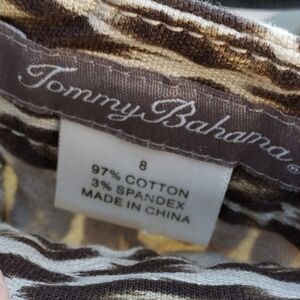 Tommy Bahama®
8
97% COTTON
3% SPANDEX
MADE IN CHINA